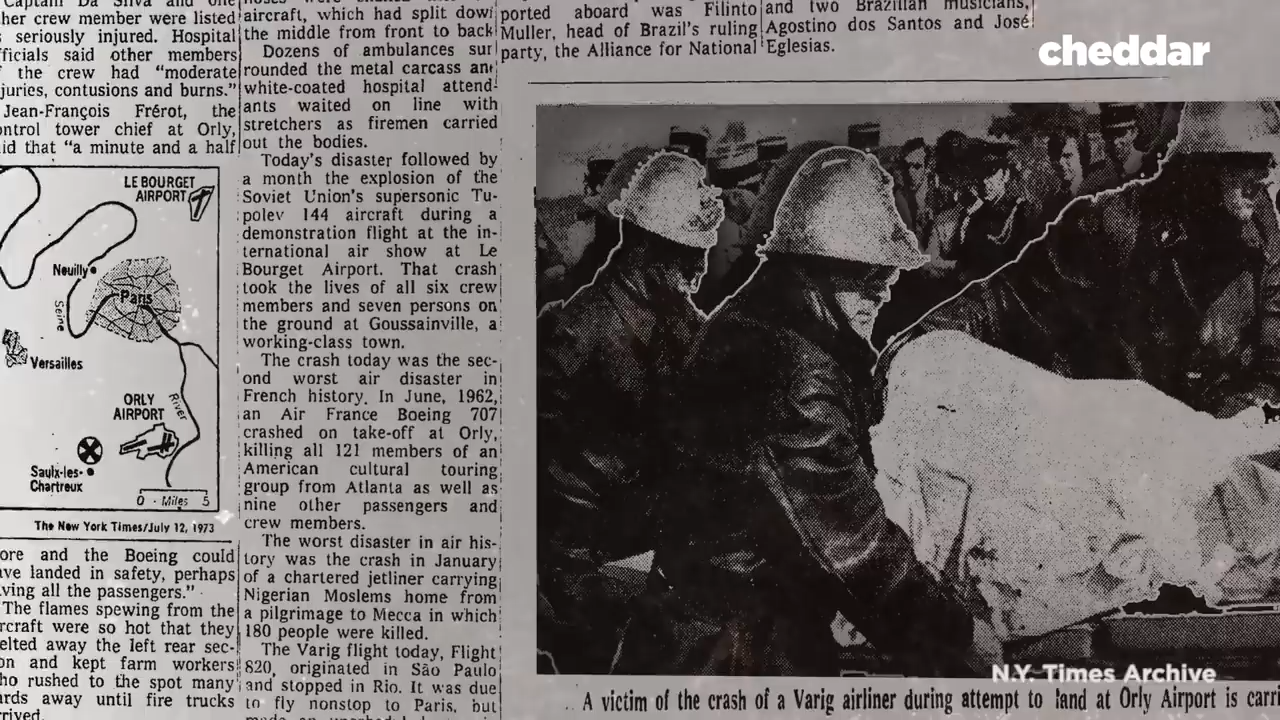 Captain Da Silva and one
her crew member were listed
seriously injured. Hospital
ficials said other members
the crew had "moderate
juries, contusions and burns."
Jean-François Frérot, the
ontrol tower chief at Orly,
id that "a minute and a half
LE BOURGET
AIRPORT
Neuilly
Paris
Seine
Versailles
ORLY
AIRPORT
River
Saulx-les-
Chartreux
0 - Miles 5
The New York Times/July 12, 1973
ore and the Boeing could
ave landed in safety, perhaps
ving all the passengers."
The flames spewing from the
rcraft were so hot that they
elted away the left rear sec-
on and kept farm workers
ho rushed to the spot many
ards away until fire trucks
rrived.
aircraft, which had split down
the middle from front to back
Dozens of ambulances sur
rounded the metal carcass an
white-coated hospital attend-
ants waited on line with
stretchers as firemen carried
out the bodies.
Today's disaster followed by
a month the explosion of the
Soviet Union's supersonic Tu-
polev 144 aircraft during a
demonstration flight at the in-
ternational air show at Le
Bourget Airport. That crash
took the lives of all six crew
members and seven persons on
the ground at Goussainville, a
working-class town.
The crash today was the sec-
ond worst air disaster in
French history. In June, 1962,
an Air France Boeing 707
crashed on take-off at Orly,
killing all 121 members of an
American cultural touring
group from Atlanta as well as
nine other passengers and
crew members.
The worst disaster in air his-
tory was the crash in January
of a chartered jetliner carrying
Nigerian Moslems home from
a pilgrimage to Mecca in which
180 people were killed.
The Varig flight today, Flight
820, originated in São Paulo
and stopped in Rio. It was due
to fly nonstop to Paris, but
ported aboard was Filinto
Muller, head of Brazil's ruling
party, the Alliance for National
and two Brazilian musicians,
Agostino dos Santos and José
Eglesias.
cheddar
N.Y. Times Archive
A victim of the crash of a Varig airliner during attempt to land at Orly Airport is carri